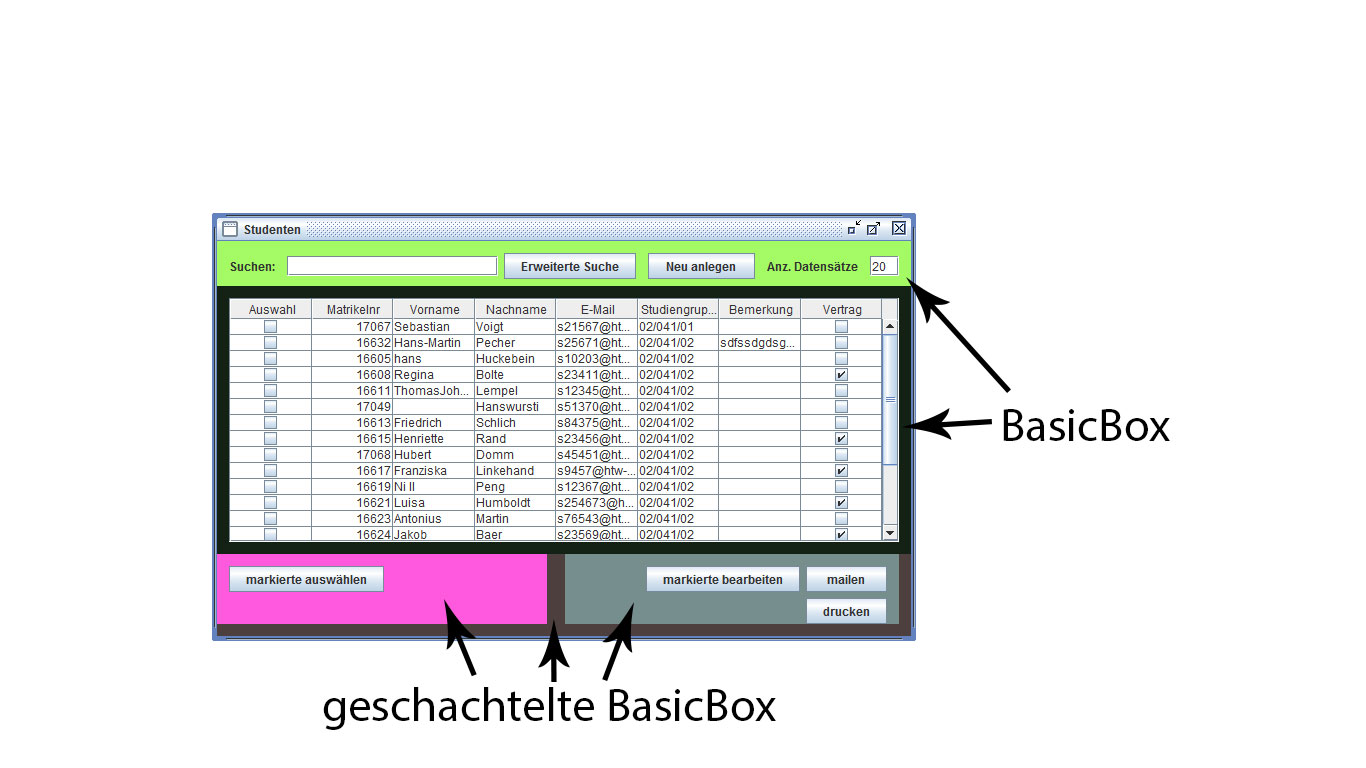 Studenten
Suchen: Erweiterte Suche Neu anlegen Anz. Datensätze 20
Auswahl Matrikelnr Vorname Nachname E-Mail Studiengrup... Bemerkung Vertrag
17067 Sebastian Voigt s21567@ht... 02/041/01
16632 Hans-Martin Pecher s25671@ht... 02/041/02 sdfssdgdsg...
16605 hans Huckebein s10203@ht... 02/041/02
16608 Regina Bolte s23411@ht... 02/041/02
16611 ThomasJoh... Lempel s12345@ht... 02/041/02
17049 Hanswursti s51370@ht... 02/041/02
16613 Friedrich Schlich s84375@ht... 02/041/02
16615 Henriette Rand s23456@ht... 02/041/02
17068 Hubert Domm s45451@ht... 02/041/02
16617 Franziska Linkehand s9457@htw-... 02/041/02
16619 Ni II Peng s12367@ht... 02/041/02
16621 Luisa Humboldt s254673@h... 02/041/02
16623 Antonius Martin s76543@ht... 02/041/02
16624 Jakob Baer s23569@ht... 02/041/02
BasicBox
markierte auswählen markierte bearbeiten mailen
drucken
geschachtelte BasicBox